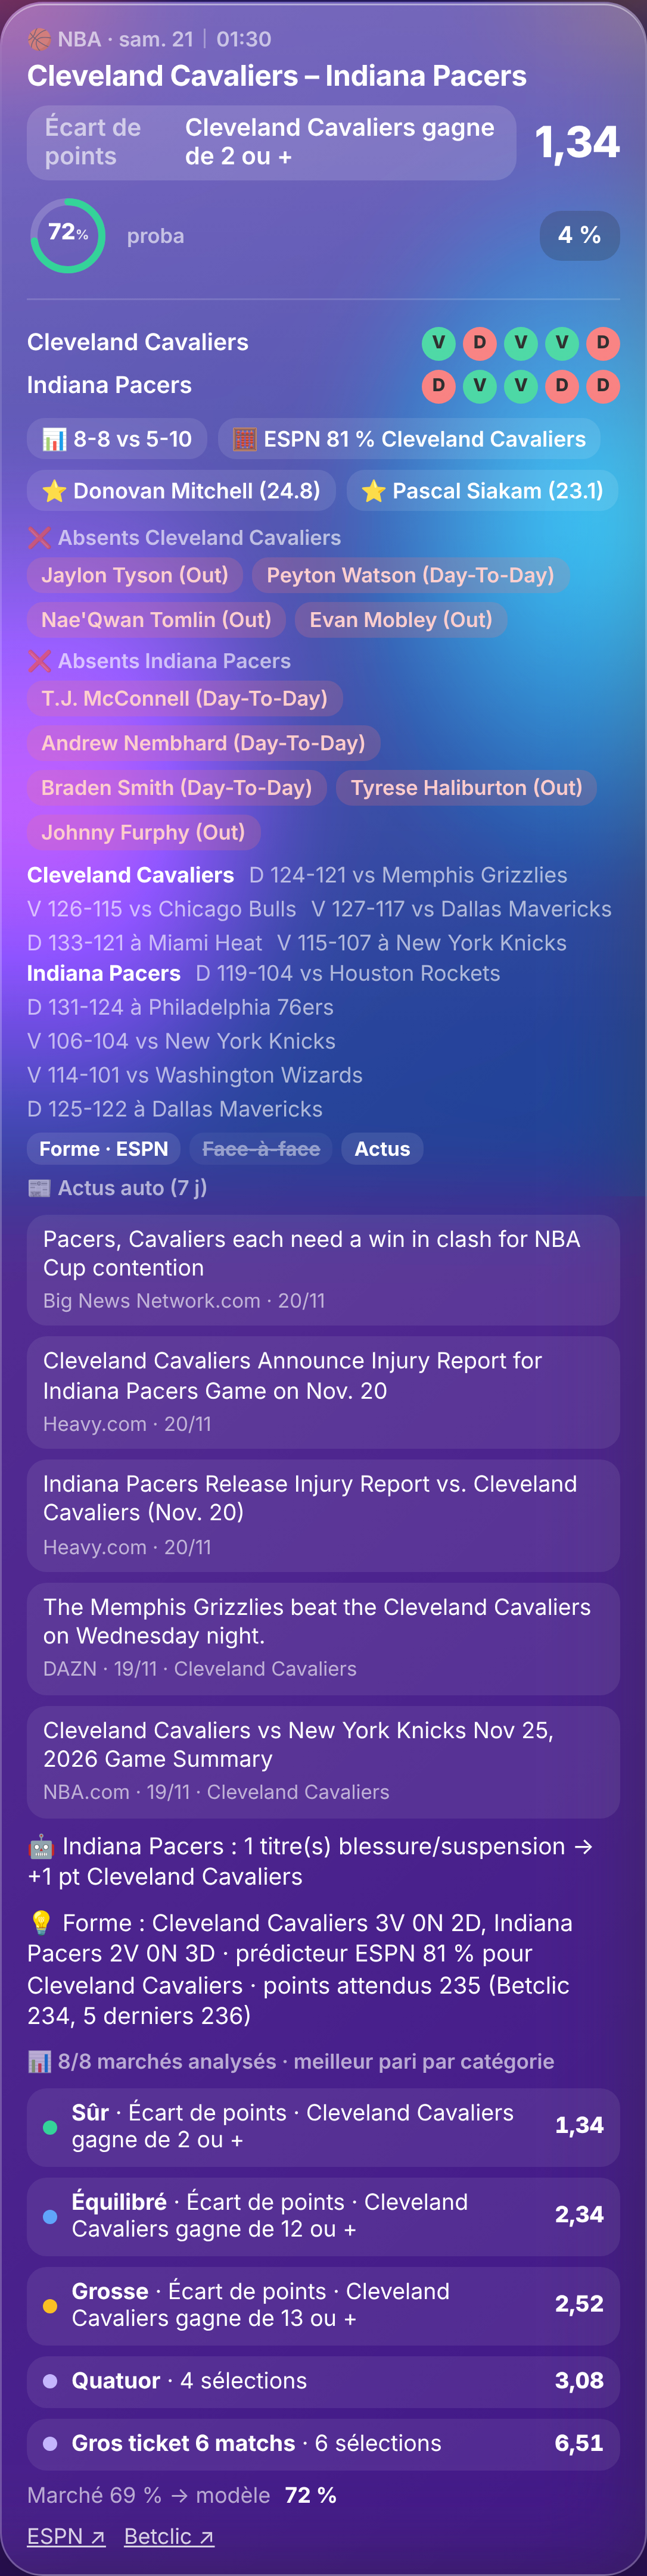 🏀 NBA · sam. 21 | 01:30
Cleveland Cavaliers – Indiana Pacers
Écart de points
Cleveland Cavaliers gagne de 2 ou +
1,34
72%
proba
4 %
Cleveland Cavaliers V D V V D
Indiana Pacers D V V D D
📊 8-8 vs 5-10
🧮 ESPN 81 % Cleveland Cavaliers
⭐ Donovan Mitchell (24.8)
⭐ Pascal Siakam (23.1)
❌ Absents Cleveland Cavaliers
Jaylon Tyson (Out) Peyton Watson (Day-To-Day)
Nae'Qwan Tomlin (Out) Evan Mobley (Out)
❌ Absents Indiana Pacers
T.J. McConnell (Day-To-Day)
Andrew Nembhard (Day-To-Day)
Braden Smith (Day-To-Day) Tyrese Haliburton (Out)
Johnny Furphy (Out)
Cleveland Cavaliers D 124-121 vs Memphis Grizzlies
V 126-115 vs Chicago Bulls V 127-117 vs Dallas Mavericks
D 133-121 à Miami Heat V 115-107 à New York Knicks
Indiana Pacers D 119-104 vs Houston Rockets
D 131-124 à Philadelphia 76ers
V 106-104 vs New York Knicks
V 114-101 vs Washington Wizards
D 125-122 à Dallas Mavericks
Forme · ESPN Face-à-face Actus
📰 Actus auto (7 j)
Pacers, Cavaliers each need a win in clash for NBA
Cup contention
Big News Network.com · 20/11
Cleveland Cavaliers Announce Injury Report for
Indiana Pacers Game on Nov. 20
Heavy.com · 20/11
Indiana Pacers Release Injury Report vs. Cleveland
Cavaliers (Nov. 20)
Heavy.com · 20/11
The Memphis Grizzlies beat the Cleveland Cavaliers
on Wednesday night.
DAZN · 19/11 · Cleveland Cavaliers
Cleveland Cavaliers vs New York Knicks Nov 25,
2026 Game Summary
NBA.com · 19/11 · Cleveland Cavaliers
🤖 Indiana Pacers : 1 titre(s) blessure/suspension →
+1 pt Cleveland Cavaliers
💡 Forme : Cleveland Cavaliers 3V 0N 2D, Indiana
Pacers 2V 0N 3D · prédicteur ESPN 81 % pour
Cleveland Cavaliers · points attendus 235 (Betclic
234, 5 derniers 236)
📊 8/8 marchés analysés · meilleur pari par catégorie
Sûr · Écart de points · Cleveland Cavaliers
gagne de 2 ou +
1,34
Équilibré · Écart de points · Cleveland
Cavaliers gagne de 12 ou +
2,34
Grosse · Écart de points · Cleveland
Cavaliers gagne de 13 ou +
2,52
Quatuor · 4 sélections 3,08
Gros ticket 6 matchs · 6 sélections 6,51
Marché 69 % → modèle 72 %
ESPN ↗ Betclic ↗